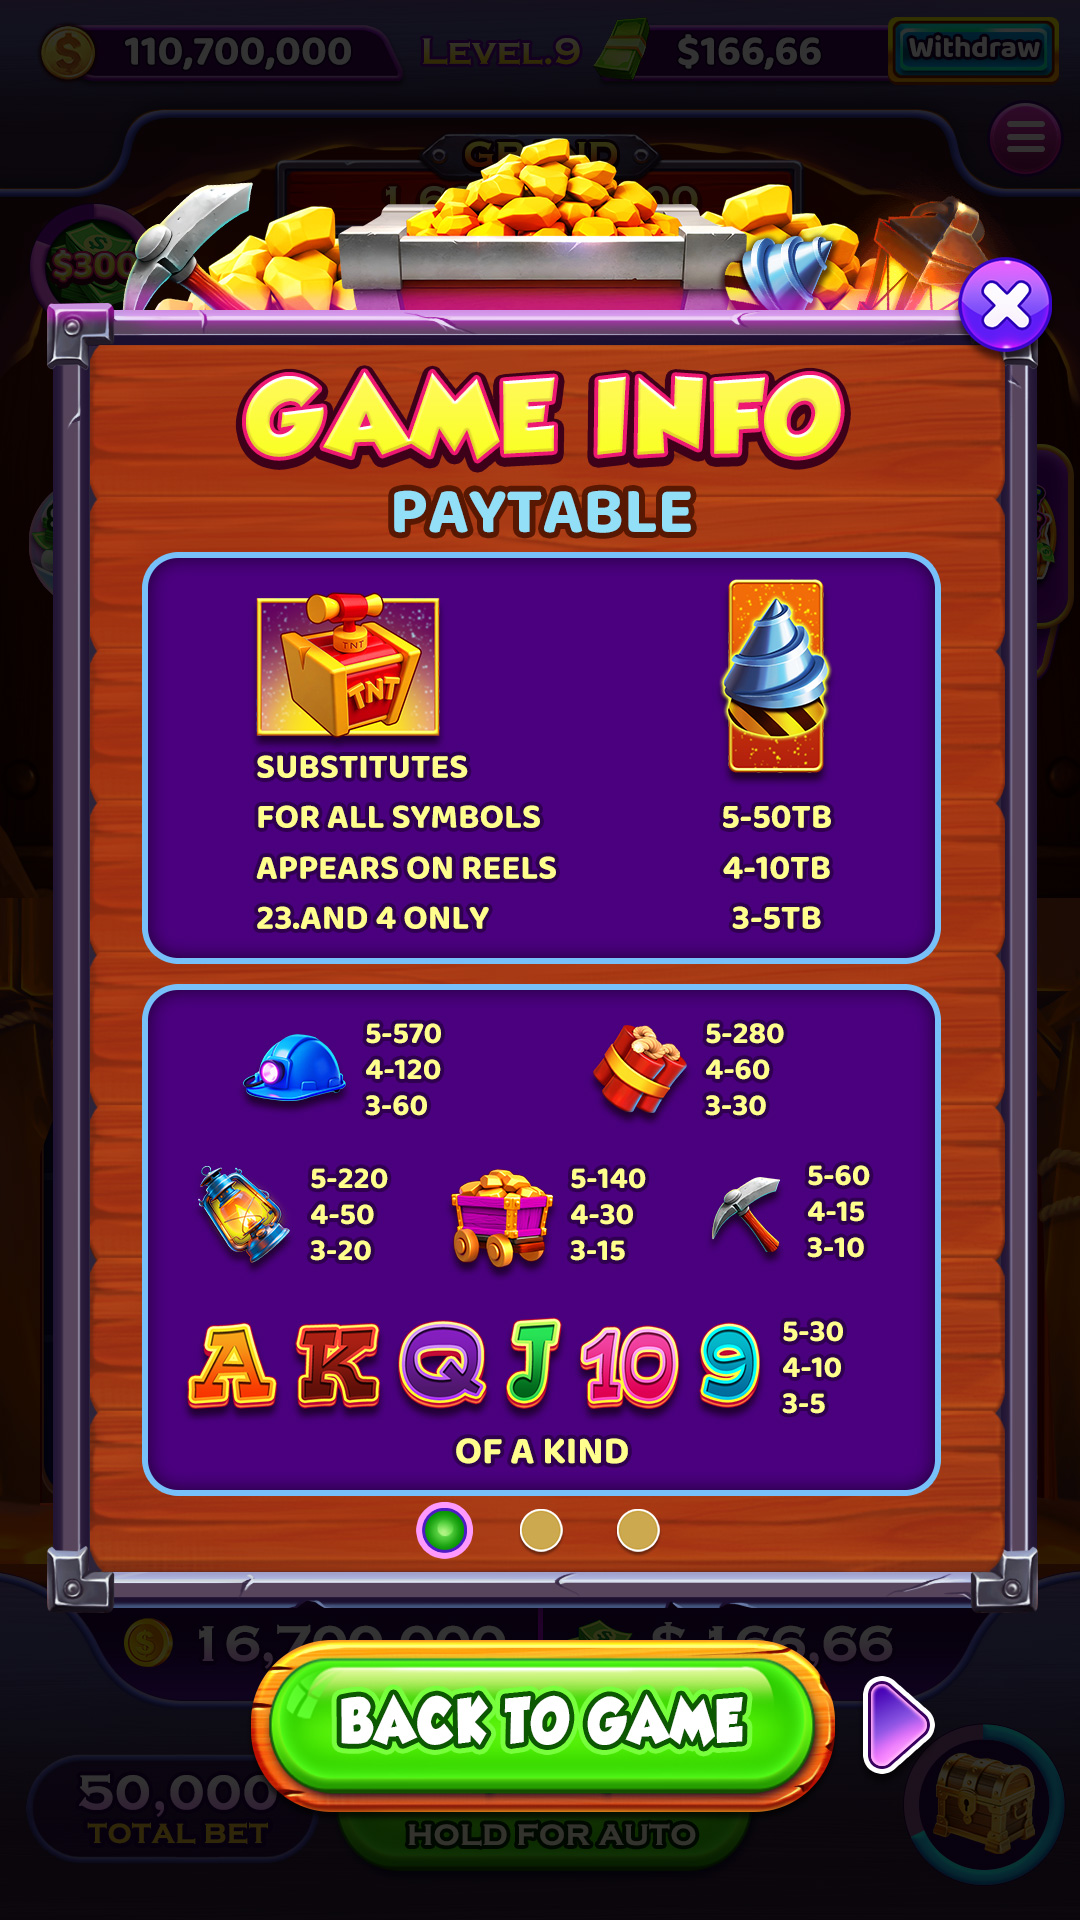 110,700,000
LEVEL.9
$166,66
Withdraw
$300
GAME INFO
PAYTABLE
TNT
TNT
SUBSTITUTES
FOR ALL SYMBOLS
APPEARS ON REELS
23.AND 4 ONLY
5-50TB
4-10TB
3-5TB
5-570
4-120
3-60
5-280
4-60
3-30
5-220
4-50
3-20
5-140
4-30
3-15
5-60
4-15
3-10
A K Q J 10 9
5-30
4-10
3-5
OF A KIND
BACK TO GAME
50,000
TOTAL BET
HOLD FOR AUTO